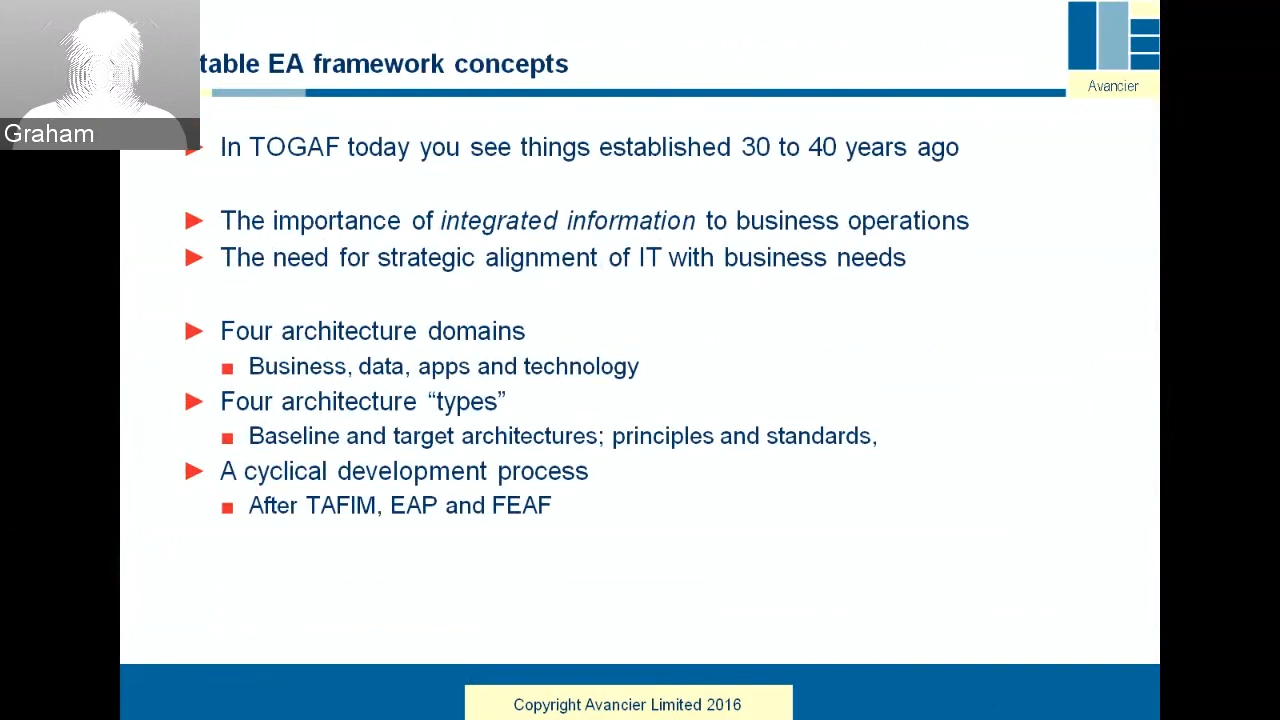 table EA framework concepts
Avancier
Graham
In TOGAF today you see things established 30 to 40 years ago
The importance of integrated information to business operations
The need for strategic alignment of IT with business needs
Four architecture domains
Business, data, apps and technology
Four architecture “types”
Baseline and target architectures; principles and standards,
A cyclical development process
After TAFIM, EAP and FEAF
Copyright Avancier Limited 2016